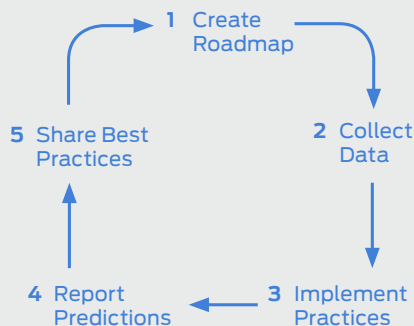 1 Create
Roadmap
2 Collect
Data
3 Implement
Practices
4 Report
Predictions
5 Share Best
Practices